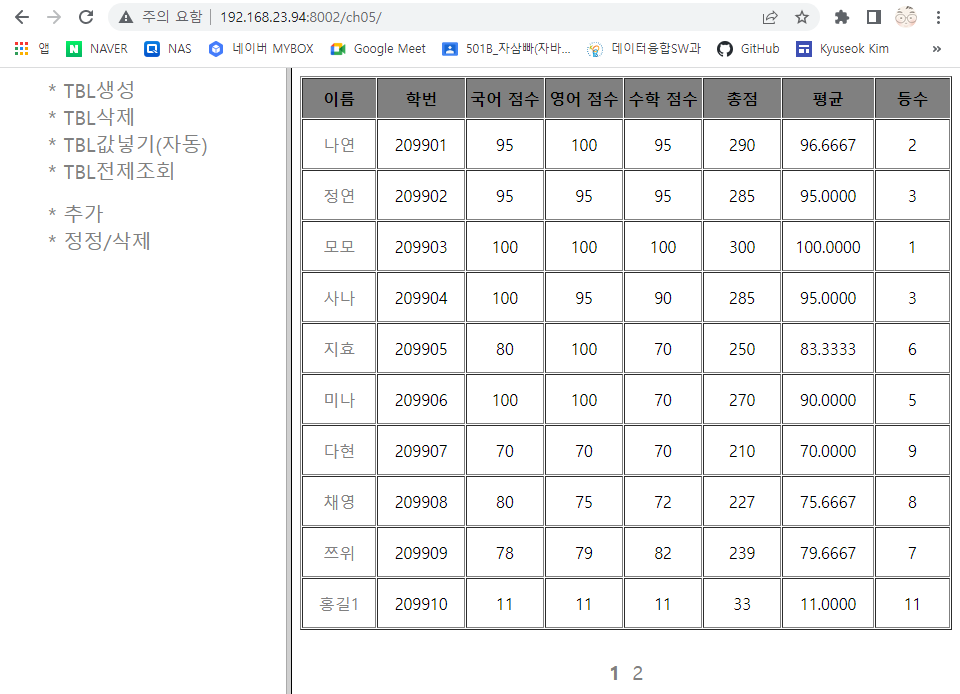 주의 요함 | 192.168.23.94:8002/ch05/
앱 NAVER NAS 네이버 MYBOX Google Meet 501B_자삼빠(자바... 데이터융합SW과 GitHub Kyuseok Kim »
* TBL생성
* TBL삭제
* TBL값넣기(자동)
* TBL전제조회
* 추가
* 정정/삭제
이름 학번 국어 점수 영어 점수 수학 점수 총점 평균 등수
나연 209901 95 100 95 290 96.6667 2
정연 209902 95 95 95 285 95.0000 3
모모 209903 100 100 100 300 100.0000 1
사나 209904 100 95 90 285 95.0000 3
지효 209905 80 100 70 250 83.3333 6
미나 209906 100 100 70 270 90.0000 5
다현 209907 70 70 70 210 70.0000 9
채영 209908 80 75 72 227 75.6667 8
쯔위 209909 78 79 82 239 79.6667 7
홍길1 209910 11 11 11 33 11.0000 11
1 2